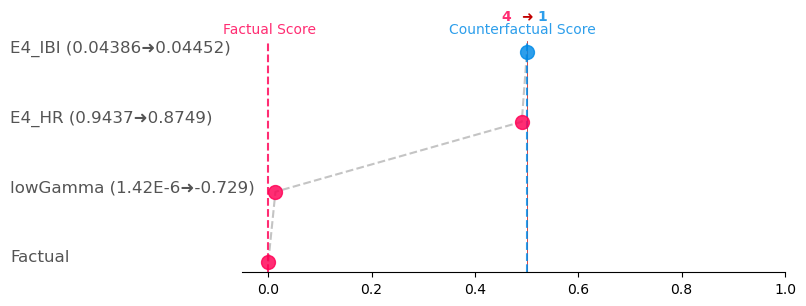 4 ➔ 1
Factual Score
Counterfactual Score
E4_IBI (0.04386➔0.04452)
E4_HR (0.9437➔0.8749)
lowGamma (1.42E-6➔-0.729)
Factual
0.0 0.2 0.4 0.6 0.8 1.0